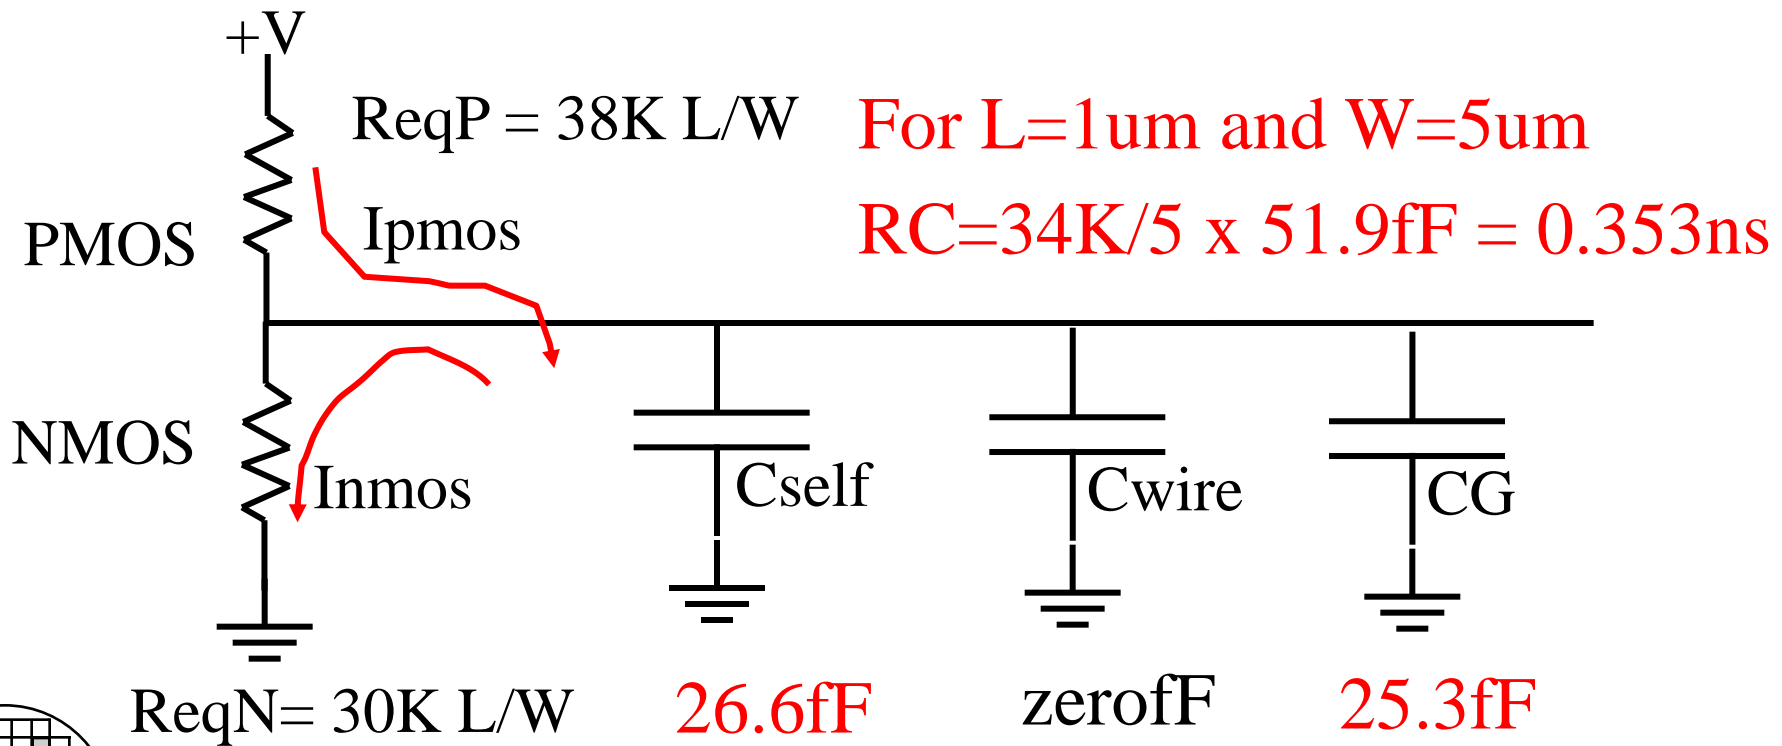 +V
ReqP = 38K L/W
For L=1um and W=5um
RC=34K/5 x 51.9fF = 0.353ns
PMOS
Ipmos
NMOS
Inmos
Cself
Cwire
CG
ReqN= 30K L/W
26.6fF
zerofF
25.3fF